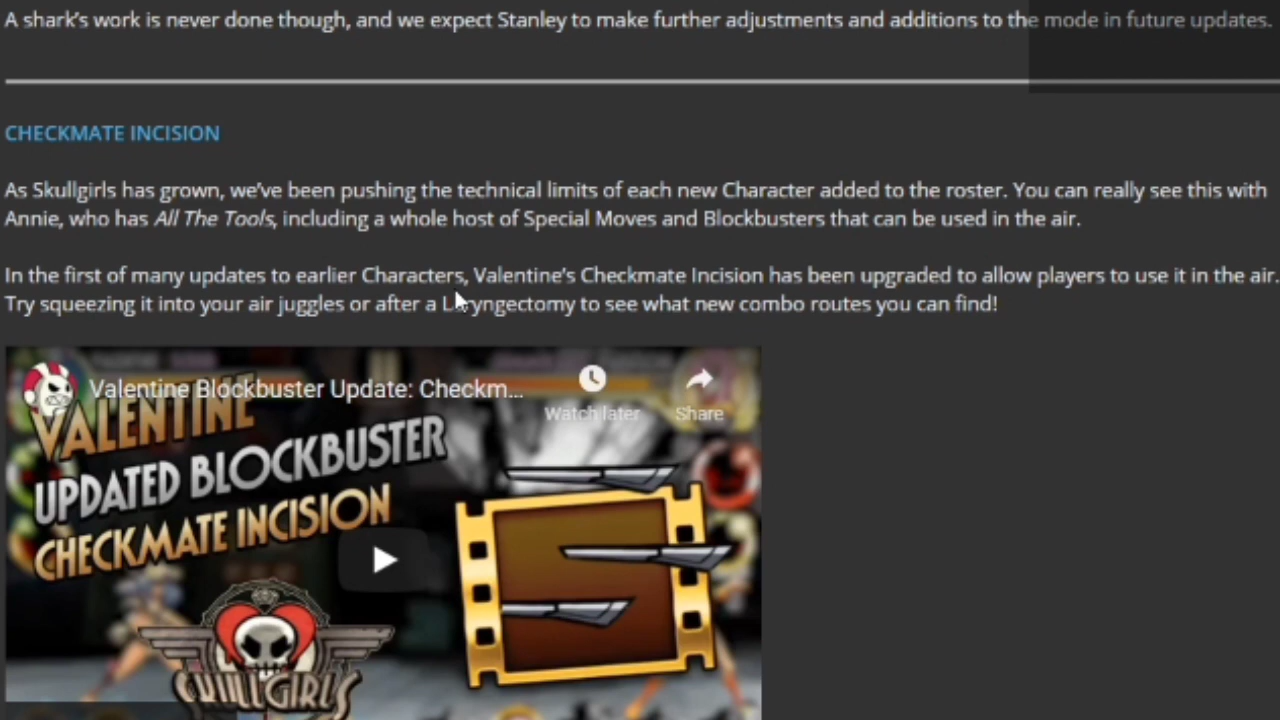 A shark's work is never done though, and we expect Stanley to make further adjustments and additions to the mode in future updates.
CHECKMATE INCISION
As Skullgirls has grown, we've been pushing the technical limits of each new Character added to the roster. You can really see this with
Annie, who has All The Tools, including a whole host of Special Moves and Blockbusters that can be used in the air.
In the first of many updates to earlier Characters, Valentine's Checkmate Incision has been upgraded to allow players to use it in the air.
Try squeezing it into your air juggles or after a Laryngectomy to see what new combo routes you can find!
Valentine Blockbuster Update: Checkm...
Watch later
Share
VALENTINE
UPDATED BLOCKBUSTER
CHECKMATE INCISION
SKULLGIRLS